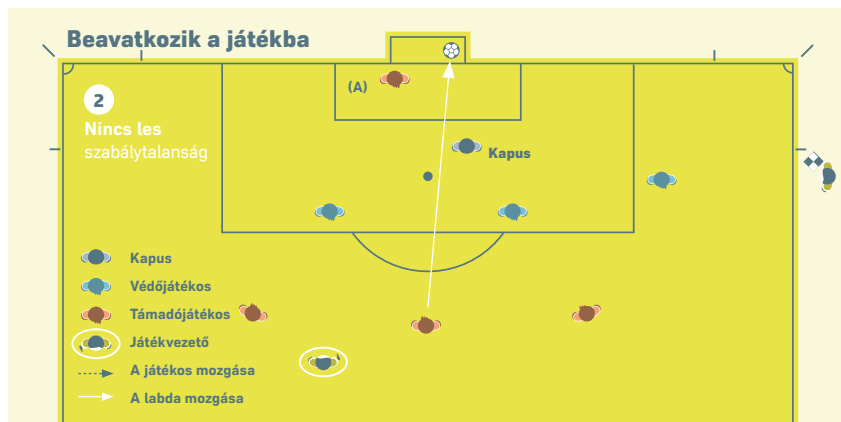 Beavatkozik a játékba
(A)
2
Nincs les
szabálytalanság
Kapus
Kapus
Védőjátékos
Támadójátékos
Játékvezető
A játékos mozgása
A labda mozgása